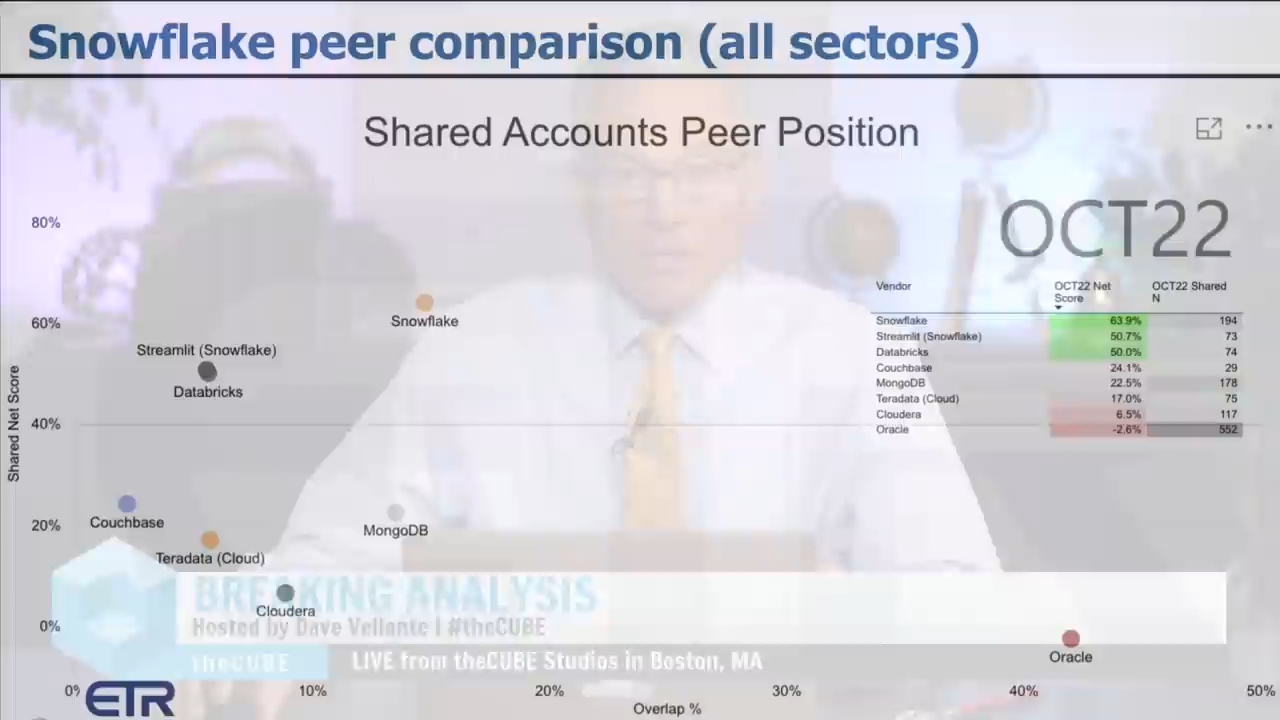 Snowflake peer comparison (all sectors)
Shared Accounts Peer Position
OCT22
Vendor OCT22 Net Score OCT22 Shared N
Snowflake 63.9% 194
Streamlit (Snowflake) 50.7% 73
Databricks 50.0% 74
Couchbase 24.1% 29
MongoDB 22.5% 178
Teradata (Cloud) 17.0% 75
Cloudera 6.5% 117
Oracle -2.6% 552
Shared Net Score
80%
60%
40%
20%
0%
Snowflake
Streamlit (Snowflake)
Databricks
Couchbase
MongoDB
Teradata (Cloud)
Cloudera
Oracle
BREAKING ANALYSIS
Hosted by Dave Vellante | #theCUBE
theCUBE LIVE from theCUBE Studios in Boston, MA
0% 10% 20% 30% 40% 50%
Overlap %
ETR